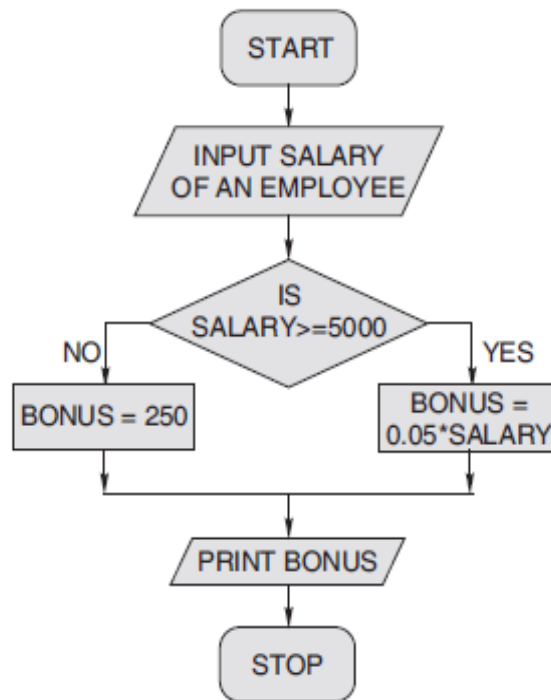 START
INPUT SALARY
OF AN EMPLOYEE
IS
SALARY>=5000
NO
YES
BONUS = 250
BONUS =
0.05*SALARY
PRINT BONUS
STOP